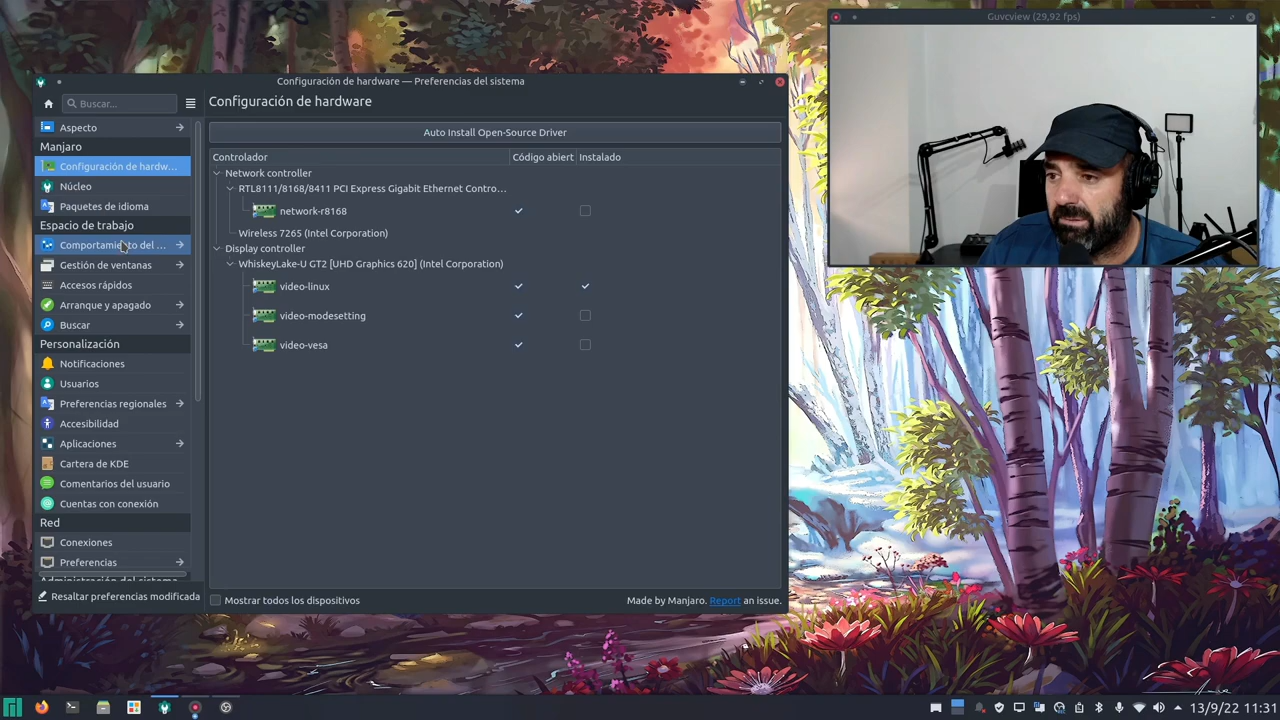 Guvcview (29,92 fps)
Configuración de hardware — Preferencias del sistema
Buscar...
Configuración de hardware
Aspecto
Manjaro
Configuración de hardw...
Núcleo
Paquetes de idioma
Espacio de trabajo
Comportamiento del ...
Gestión de ventanas
Accesos rápidos
Arranque y apagado
Buscar
Personalización
Notificaciones
Usuarios
Preferencias regionales
Accesibilidad
Aplicaciones
Cartera de KDE
Comentarios del usuario
Cuentas con conexión
Red
Conexiones
Preferencias
Administración del sistema
Resaltar preferencias modificada
Auto Install Open-Source Driver
Controlador Código abiert Instalado
Network controller
RTL8111/8168/8411 PCI Express Gigabit Ethernet Contro...
network-r8168
Wireless 7265 (Intel Corporation)
Display controller
WhiskeyLake-U GT2 [UHD Graphics 620] (Intel Corporation)
video-linux
video-modesetting
video-vesa
Mostrar todos los dispositivos
Made by Manjaro. Report an issue.
13/9/22 11:31